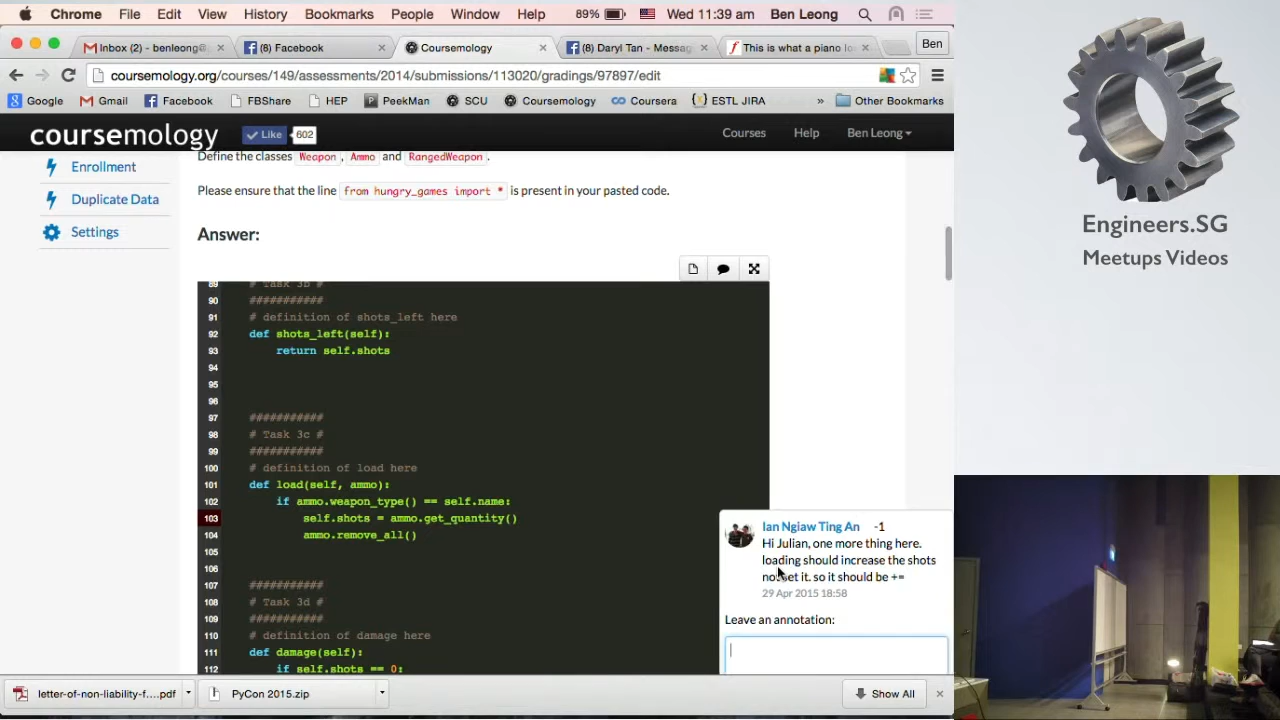 Chrome File Edit View History Bookmarks People Window Help 89% Wed 11:39 am Ben Leong
Inbox (2) - benleong@ (6) Facebook Coursemology (6) Daryl Tan - Messag This is what a piano lo Ben
coursemology.org/courses/149/assessments/2014/submissions/113020/gradings/97897/edit
Google Gmail Facebook FBShare HEP PeekMan SCU Coursemology Coursera ESTL JIRA » Other Bookmarks
coursemology Like 602 Courses Help Ben Leong
Enrollment
Duplicate Data
Settings
Define the classes Weapon, Ammo and RangedWeapon.
Please ensure that the line from hungry_games import * is present in your pasted code.
Answer:
89 # Task 3b #
90 ###########
91 # definition of shots_left here
92 def shots_left(self):
93 return self.shots
94
95
96
97 ###########
98 # Task 3c #
99 ###########
100 # definition of load here
101 def load(self, ammo):
102 if ammo.weapon_type() == self.name:
103 self.shots = ammo.get_quantity()
104 ammo.remove_all()
105
106
107 ###########
108 # Task 3d #
109 ###########
110 # definition of damage here
111 def damage(self):
112 if self.shots == 0:
Ian Ngiaw Ting An -1
Hi Julian, one more thing here.
loading should increase the shots
not set it. so it should be +=
29 Apr 2015 18:58
Leave an annotation:
letter-of-non-liability-f....pdf PyCon 2015.zip Show All
Engineers.SG
Meetups Videos